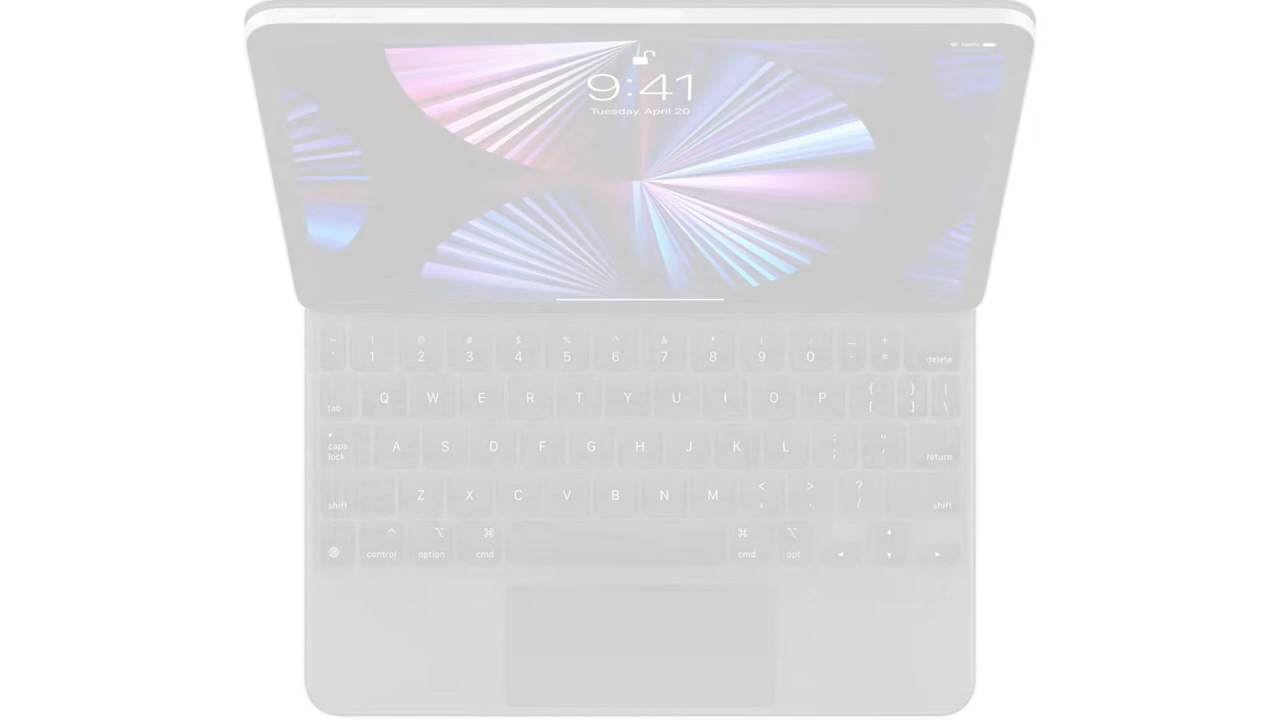 100%
9:41
Tuesday, April 20
~ ! @ # $ % ^ & * ( ) — +
` 1 2 3 4 5 6 7 8 9 0 - = delete
tab Q W E R T Y U I O P { [ } ] | \
caps lock A S D F G H J K L : ; " ' return
shift Z X C V B N M < , > . ? / shift
^ ⌥ ⌘ ⌘ ⌥
control option cmd cmd opt